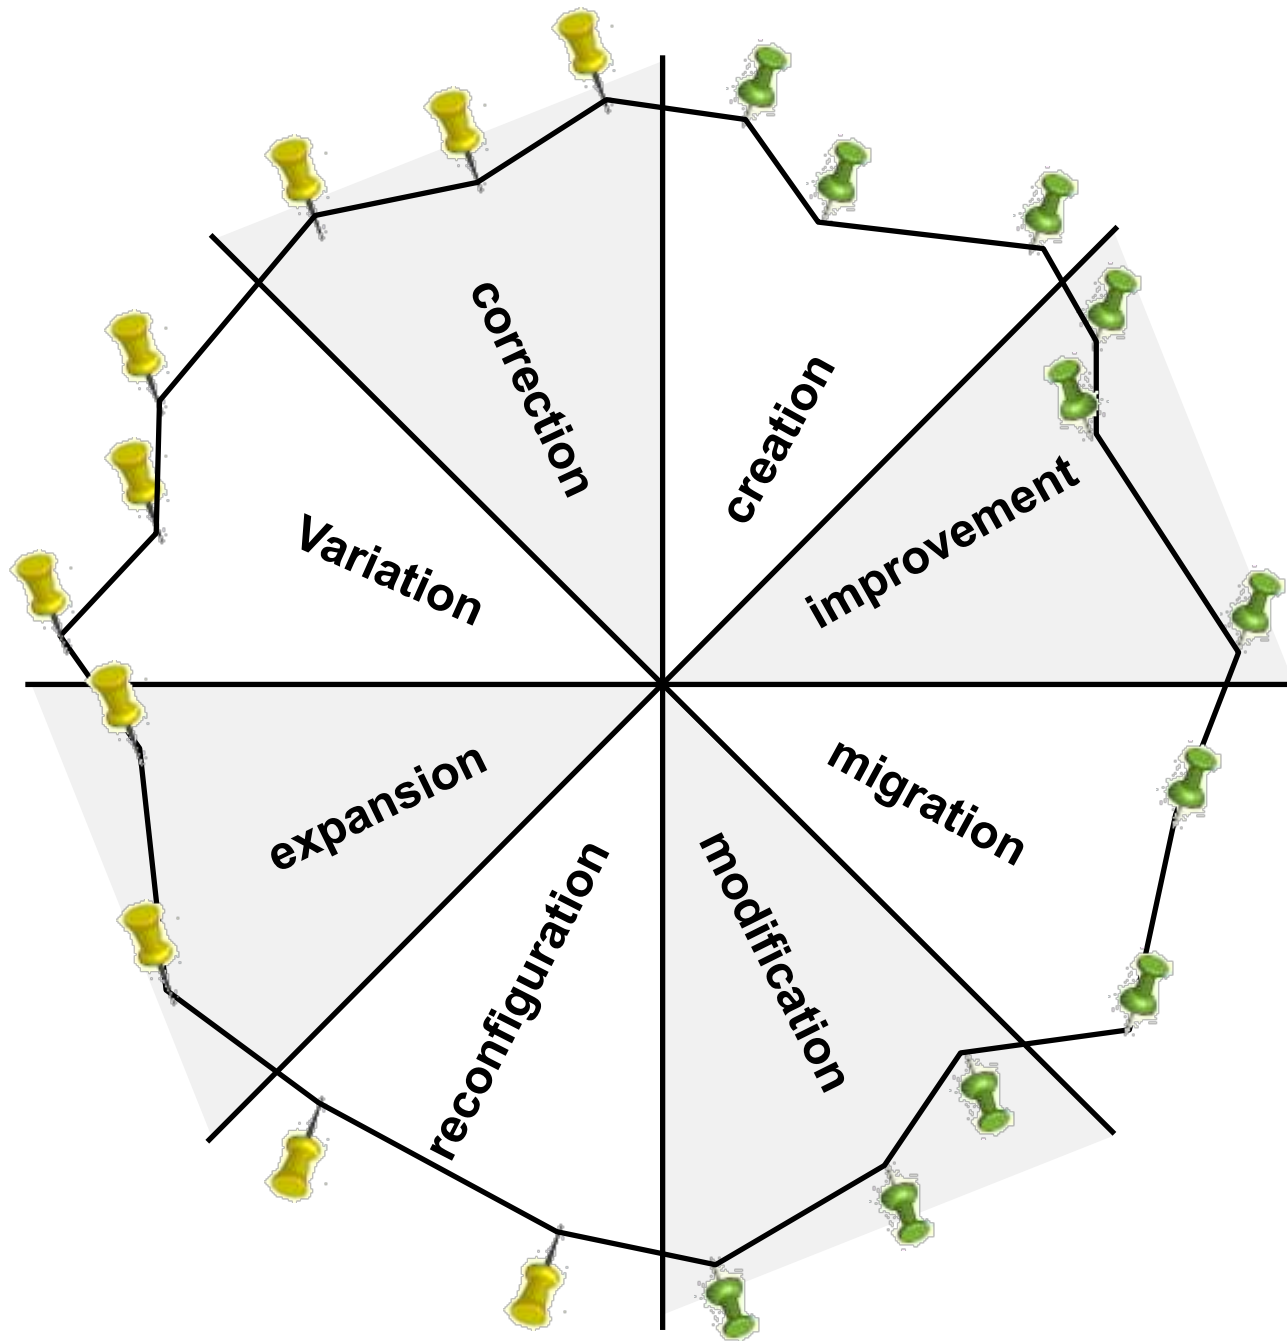 correction
creation
improvement
Variation
migration
expansion
modification
reconfiguration